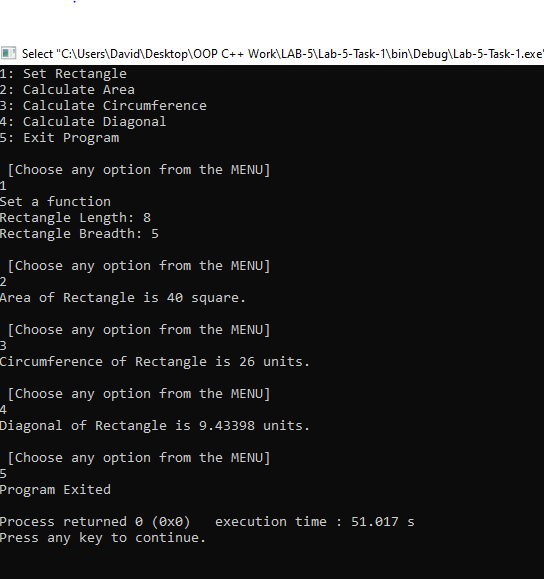 Select "C:\Users\David\Desktop\OOP C++ Work\LAB-5\Lab-5-Task-1\bin\Debug\Lab-5-Task-1.exe"
1: Set Rectangle
2: Calculate Area
3: Calculate Circumference
4: Calculate Diagonal
5: Exit Program
[Choose any option from the MENU]
1
Set a function
Rectangle Length: 8
Rectangle Breadth: 5
[Choose any option from the MENU]
2
Area of Rectangle is 40 square.
[Choose any option from the MENU]
3
Circumference of Rectangle is 26 units.
[Choose any option from the MENU]
4
Diagonal of Rectangle is 9.43398 units.
[Choose any option from the MENU]
5
Program Exited
Process returned 0 (0x0)   execution time : 51.017 s
Press any key to continue.